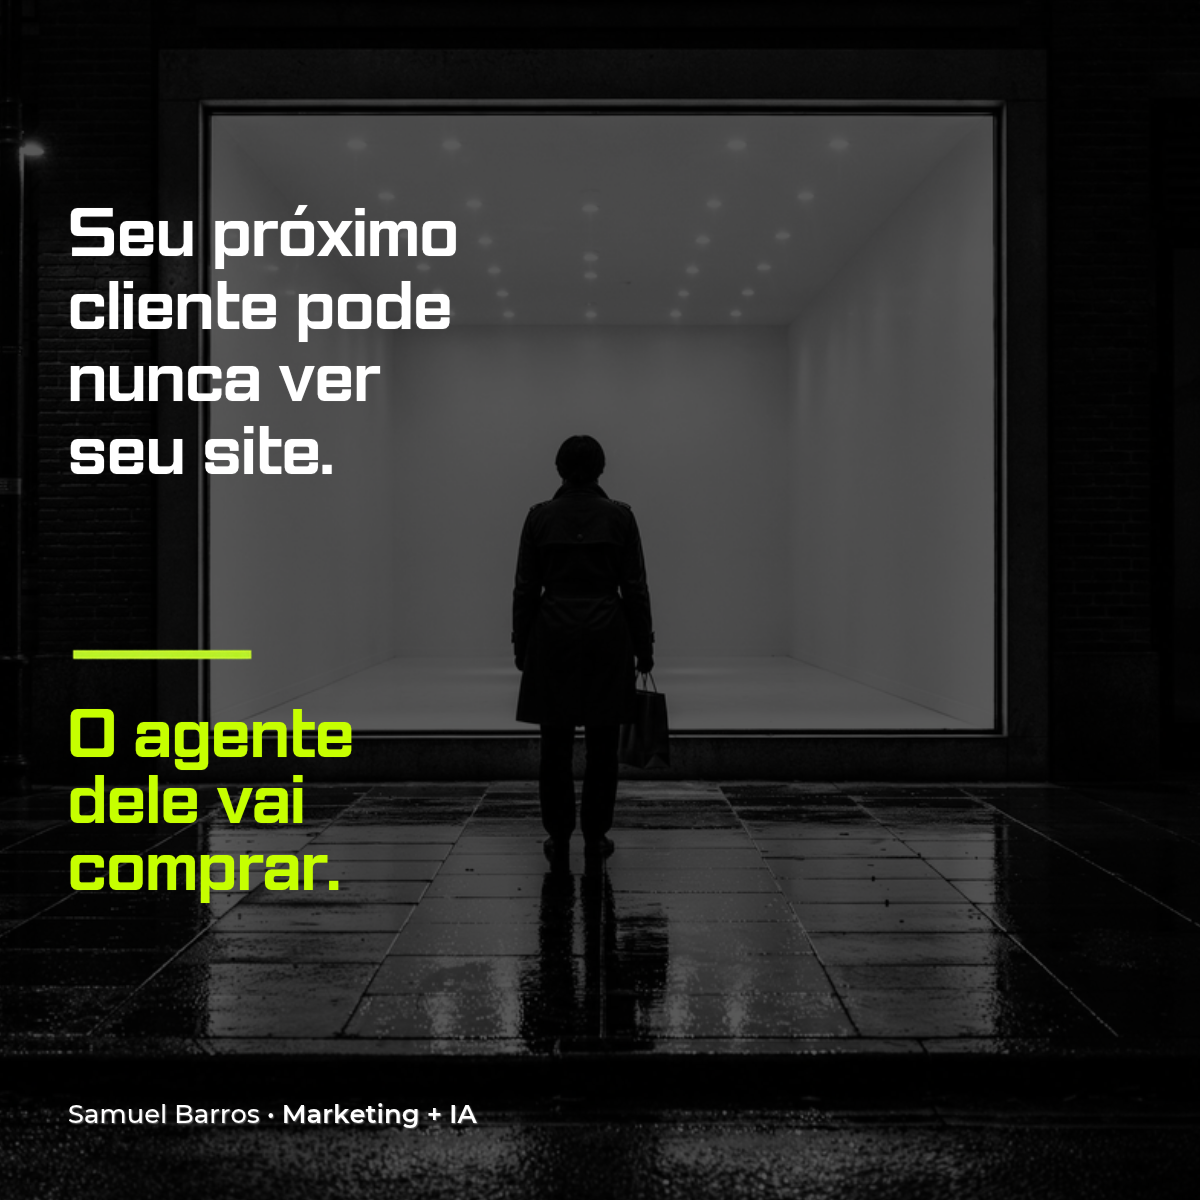 Seu próximo
cliente pode
nunca ver
seu site.
O agente
dele vai
comprar.
Samuel Barros • Marketing + IA